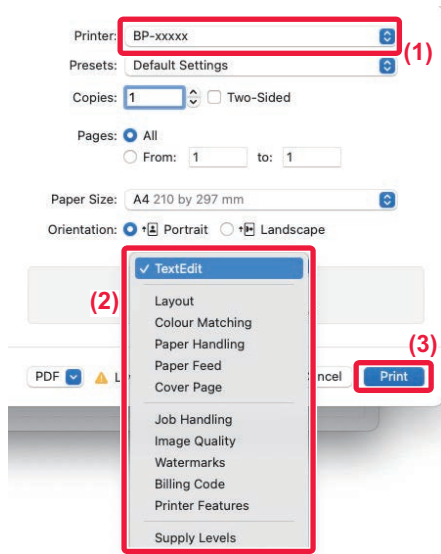 Printer: BP-xxxxx
(1)
Presets: Default Settings
Copies: 1 Two-Sided
Pages: All
From: 1 to: 1
Paper Size: A4 210 by 297 mm
Orientation: Portrait Landscape
✓ TextEdit
(2)
Layout
Colour Matching
Paper Handling
Paper Feed
Cover Page
(3)
PDF L ncel Print
Job Handling
Image Quality
Watermarks
Billing Code
Printer Features
Supply Levels